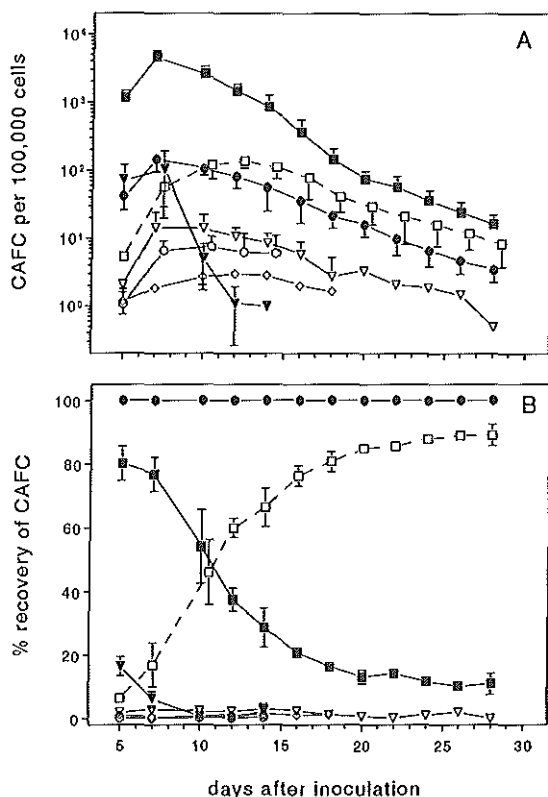 A
CAFC per 100,000 cells
10⁴
10³
10²
10¹
10⁰
B
% recovery of CAFC
100
80
60
40
20
0
5 10 15 20 25 30
days after inoculation